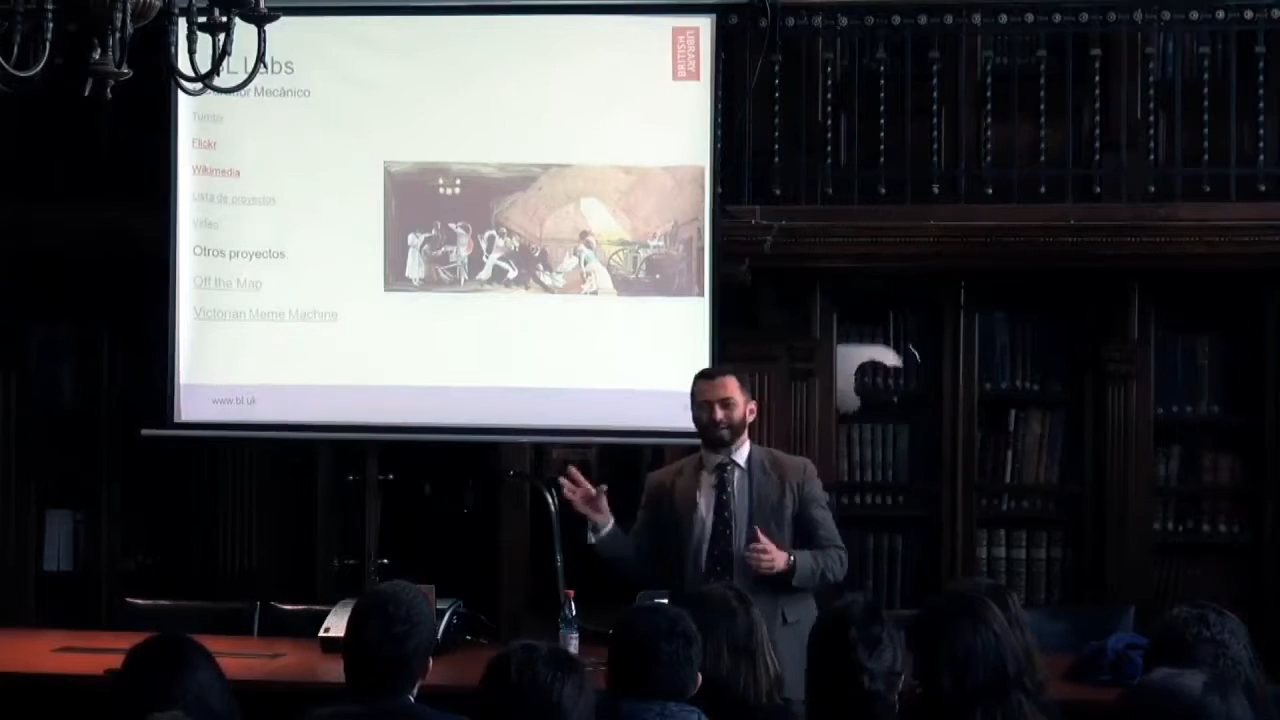 BRITISH
LIBRARY
Labs
Mecânico
Tumblr
Flickr
Wikimedia
Lista de proyectos
Video
Otros proyectos
Off the Map
Victorian Meme Machine
www.bl.uk